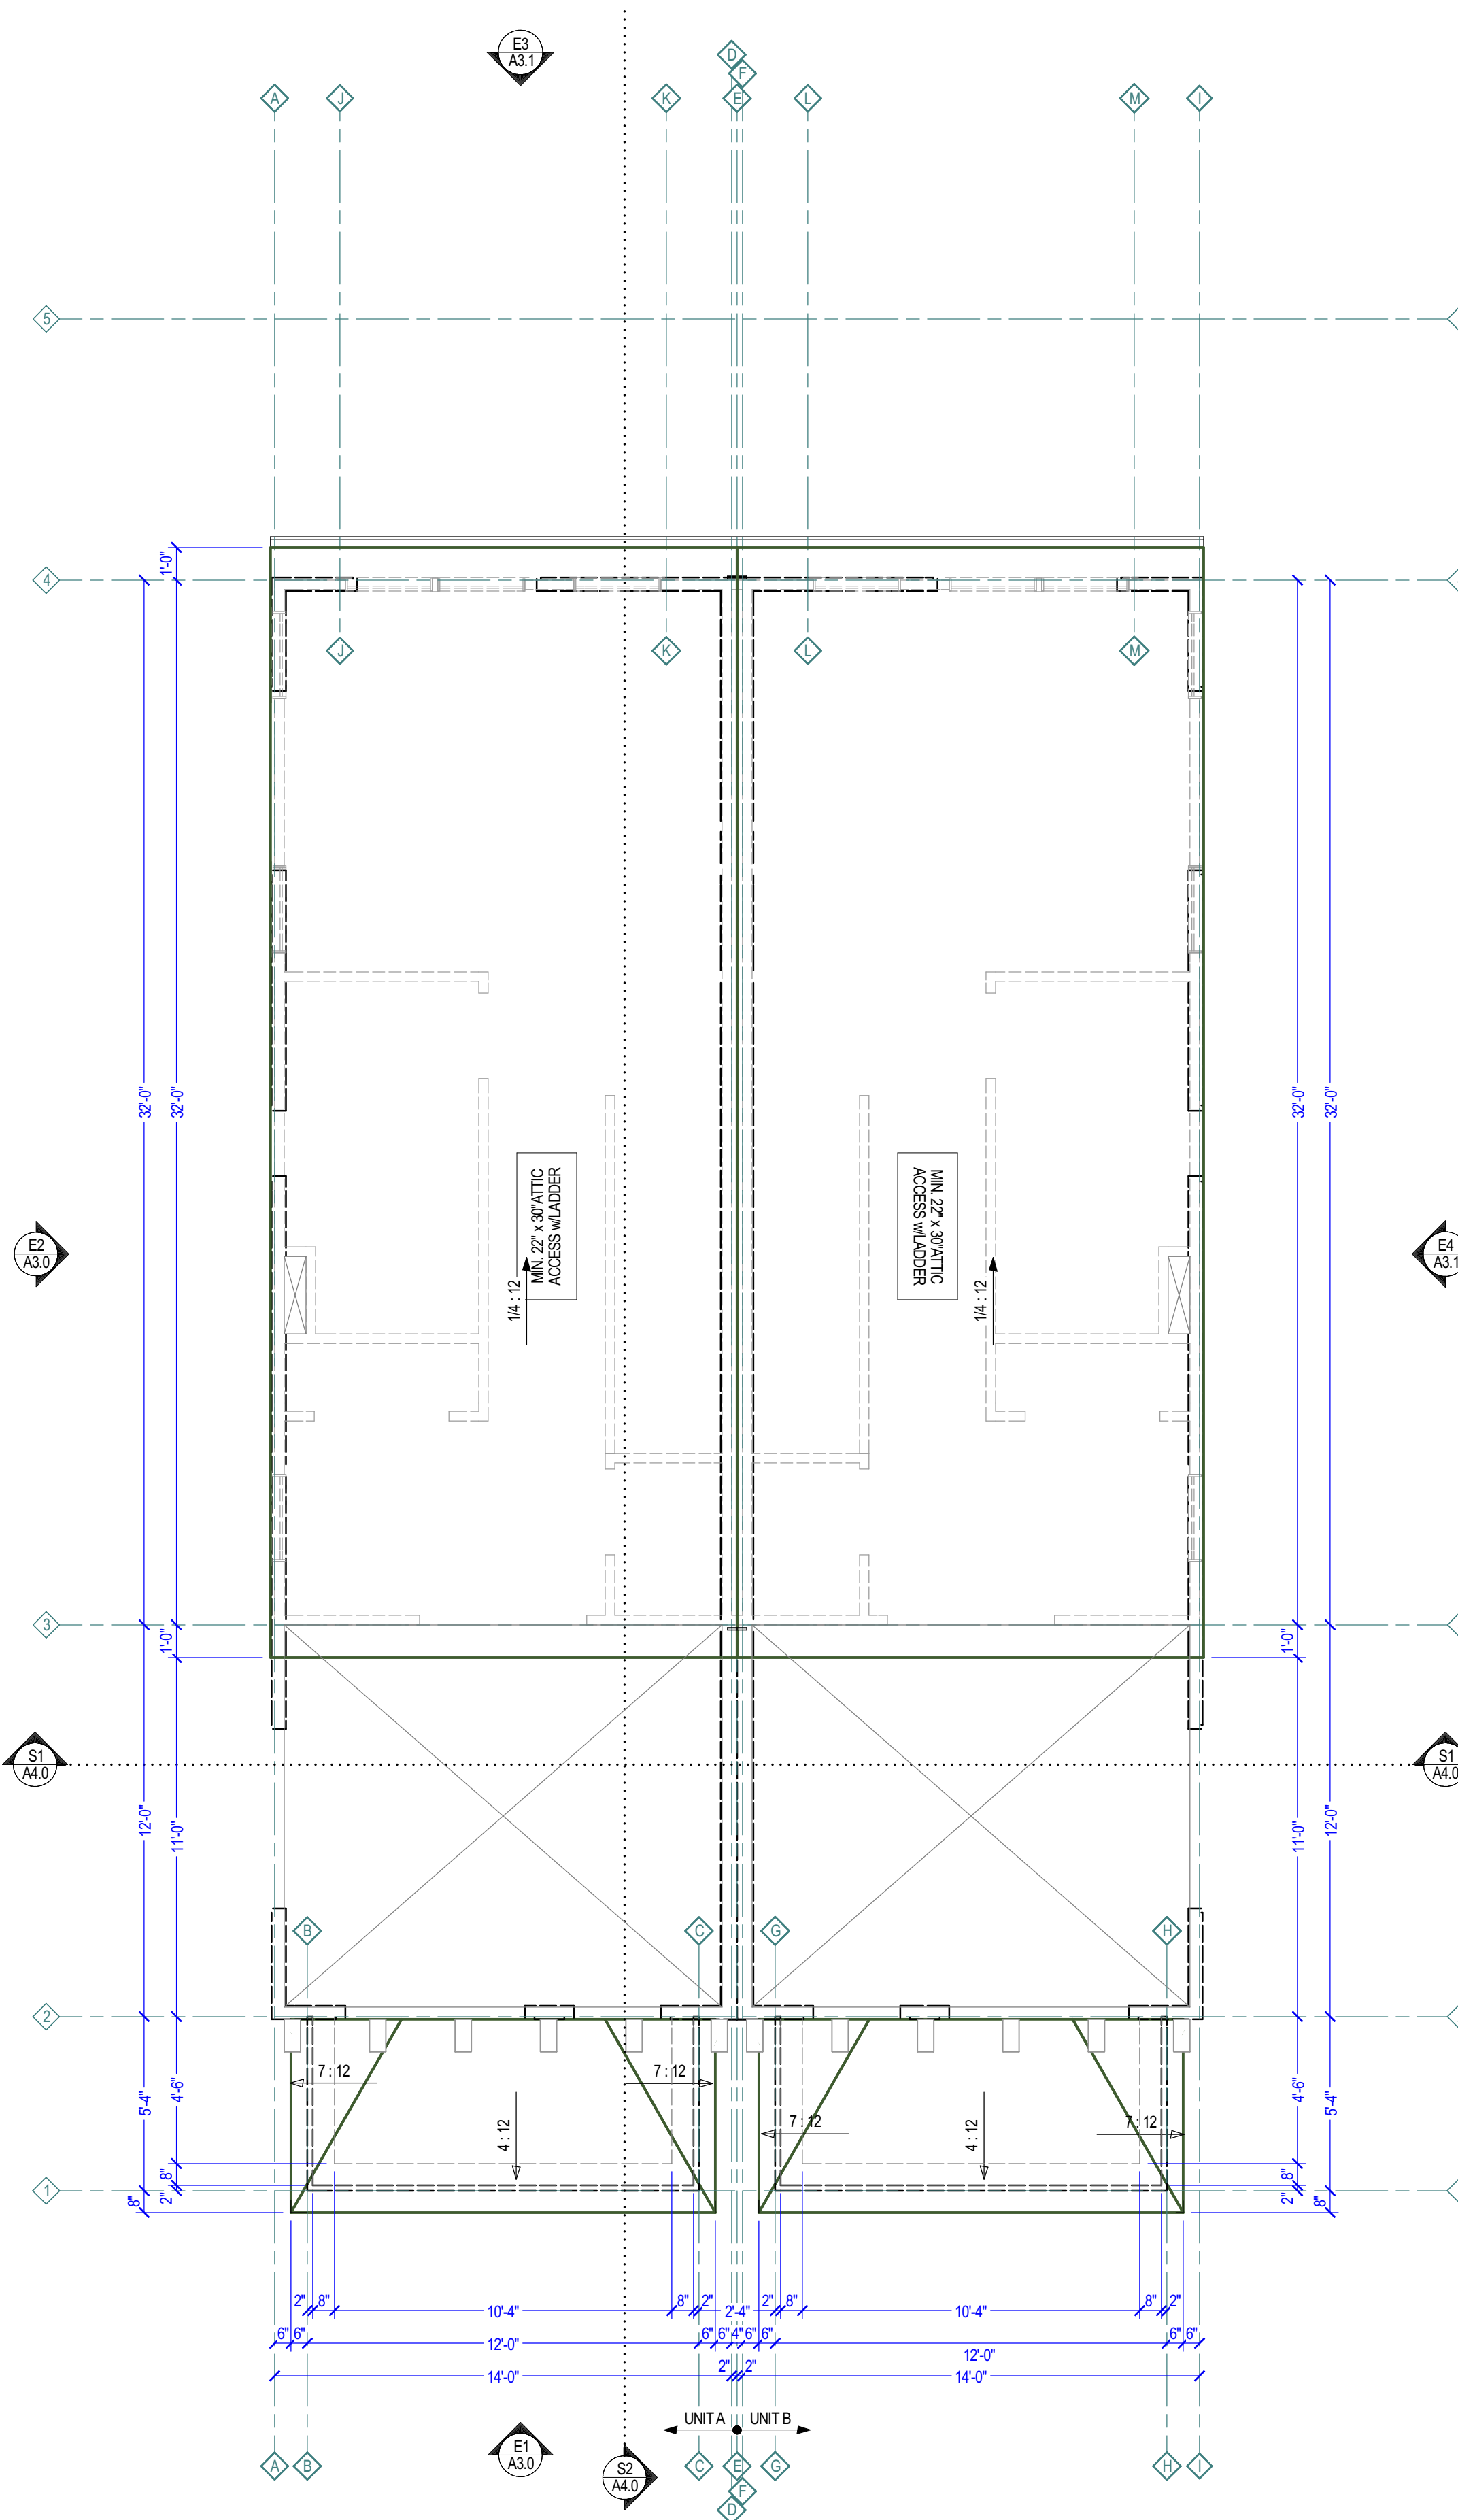 E3
A3.1
D
F
A
J
K
E
L
M
I
5
1'-0"
4
J
K
L
M
32'-0"
32'-0"
32'-0"
32'-0"
MIN. 22" x 30"ATTIC
ACCESS w/LADDER
MIN. 22" x 30"ATTIC
ACCESS w/LADDER
E2
A3.0
E4
A3.1
1/4 : 12
1/4 : 12
3
1'-0"
1'-0"
S1
A4.0
S1
A4.0
12'-0"
11'-0"
11'-0"
12'-0"
B
C
G
H
2
7 : 12
7 : 12
7 : 12
7 : 12
5'-4"
4'-6"
4 : 12
4 : 12
4'-6"
5'-4"
8"
8"
1
2"
2"
8"
8"
2"
8"
10'-4"
8"
2"
2'-4"
2"
8"
10'-4"
8"
2"
6"
6"
12'-0"
6"
6"
4"
6"
6"
12'-0"
6"
6"
14'-0"
2"
2"
14'-0"
UNIT A
UNIT B
E1
A3.0
S2
A4.0
A
B
C
E
G
H
I
F
D